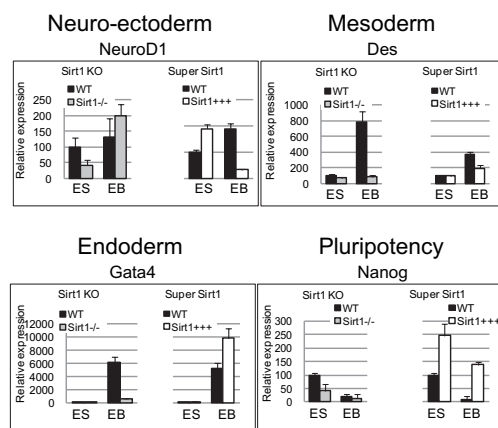 Neuro-ectoderm
NeuroD1
Sirt1 KO
WT
Sirt1-/-
Super Sirt1
WT
Sirt1+++
Relative expression
250
200
150
100
50
0
ES EB ES EB
Mesoderm
Des
Sirt1 KO
WT
Sirt1-/-
Super Sirt1
WT
Sirt1+++
Relative expression
1000
800
600
400
200
0
ES EB ES EB
Endoderm
Gata4
Sirt1 KO
WT
Sirt1-/-
Super Sirt1
WT
Sirt1+++
Relative expression
12000
10000
8000
6000
4000
2000
0
ES EB ES EB
Pluripotency
Nanog
Sirt1 KO
WT
Sirt1-/-
Super Sirt1
WT
Sirt1+++
Relative expression
300
250
200
150
100
50
0
ES EB ES EB